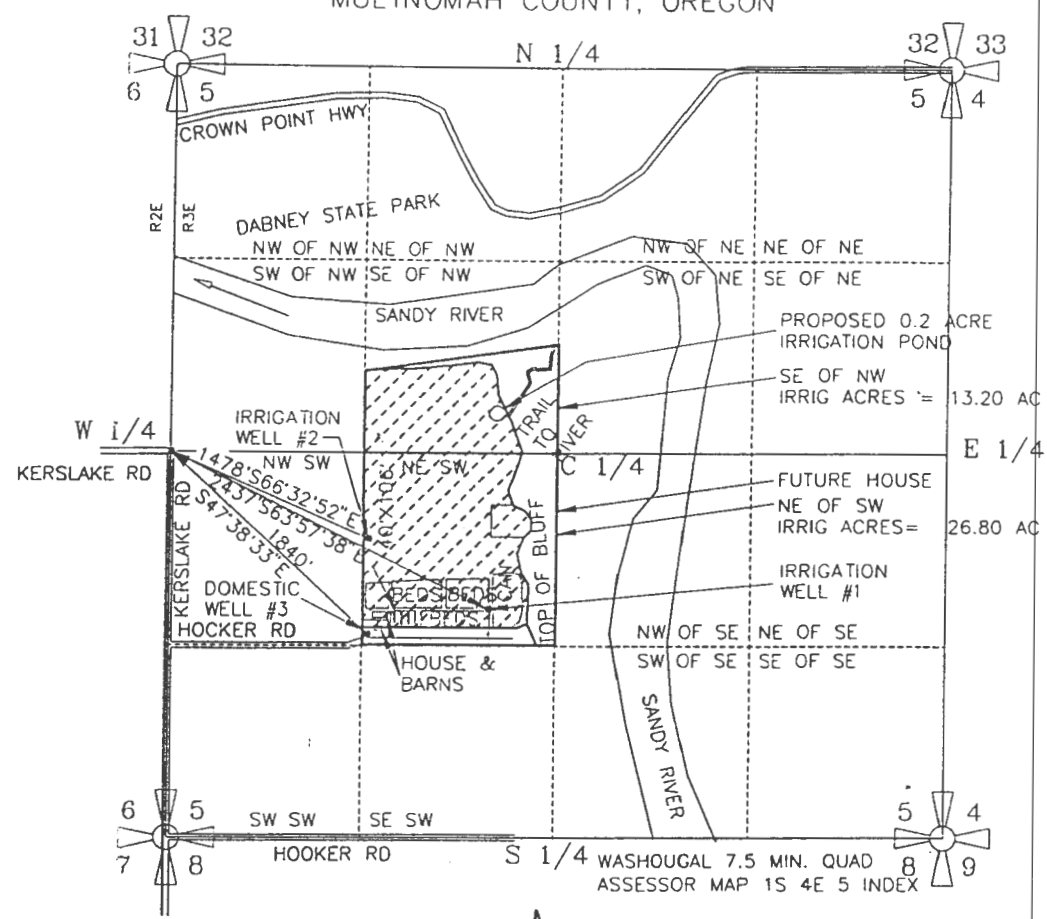 MULTNOMAH COUNTY, OREGON
31 32
6 5
N 1/4
32 33
5 4
CROWN POINT HWY
R2E
R3E
DABNEY STATE PARK
NW OF NW NE OF NW
NW OF NE NE OF NE
SW OF NW SE OF NW
SW OF NE SE OF NE
SANDY RIVER
PROPOSED 0.2 ACRE
IRRIGATION POND
SE OF NW
IRRIG ACRES = 13.20 AC
TRAIL
TO
RIVER
IRRIGATION
WELL #2
W 1/4
NW SW
NE SW
C 1/4
E 1/4
KERSLAKE RD
1478'S66'32'52"E
2437'S63'57'38"E
1840'
S47'38'33"E
KERSLAKE RD
FUTURE HOUSE
NE OF SW
IRRIG ACRES= 26.80 AC
TOP OF BLUFF
IRRIGATION
WELL #1
BEDS BEDS
CAN
DOMESTIC
WELL #3
HOCKER RD
HOUSE &
BARNS
NW OF SE NE OF SE
SW OF SE SE OF SE
SANDY RIVER
6 5
7 8
SW SW SE SW
HOOKER RD
S 1/4
5 4
8 9
WASHOUGAL 7.5 MIN. QUAD
ASSESSOR MAP 1S 4E 5 INDEX